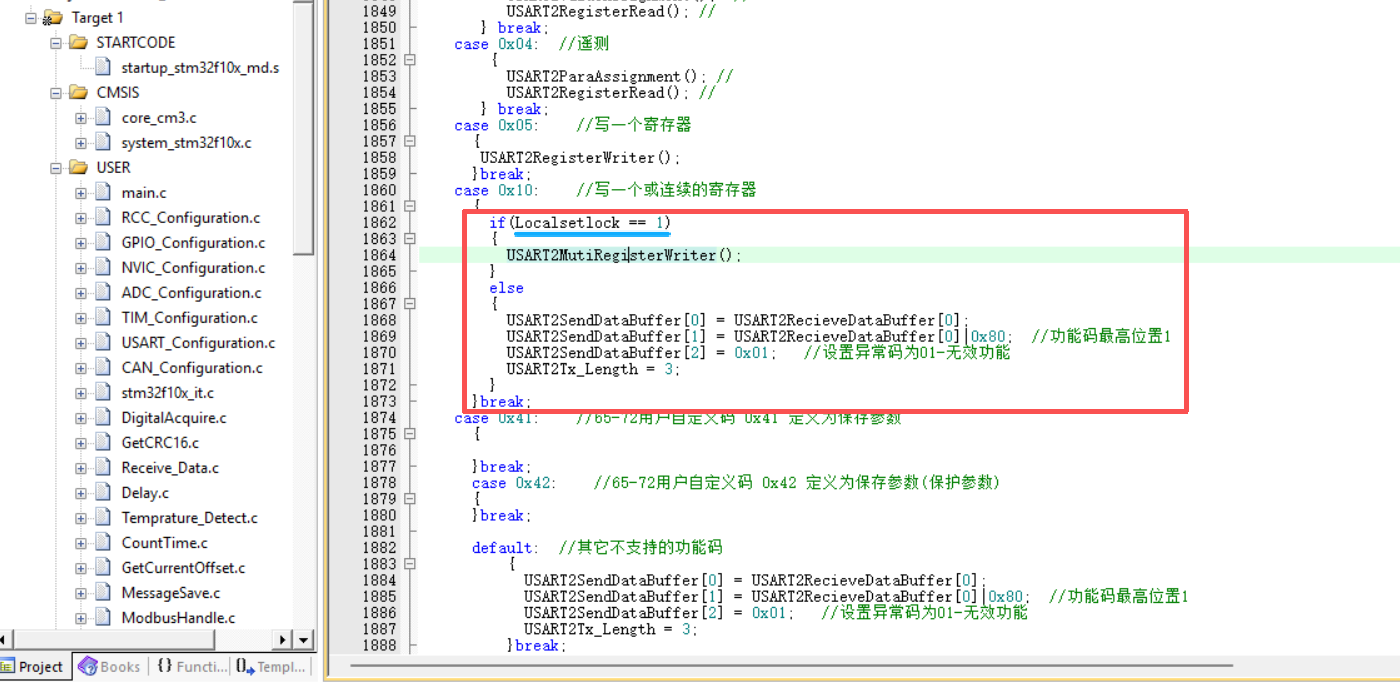 Target 1
STARTCODE
startup_stm32f10x_md.s
CMSIS
core_cm3.c
system_stm32f10x.c
USER
main.c
RCC_Configuration.c
GPIO_Configuration.c
NVIC_Configuration.c
ADC_Configuration.c
TIM_Configuration.c
USART_Configuration.c
CAN_Configuration.c
stm32f10x_it.c
DigitalAcquire.c
GetCRC16.c
Receive_Data.c
Delay.c
Temprature_Detect.c
CountTime.c
GetCurrentOffset.c
MessageSave.c
ModbusHandle.c
Project Books {} Functi... Templ...
1849 USART2RegisterRead(); //
1850 } break;
1851 case 0x04: //遥测
1852 {
1853 USART2ParaAssignment(); //
1854 USART2RegisterRead(); //
1855 } break;
1856 case 0x05: //写一个寄存器
1857 {
1858 USART2RegisterWriter();
1859 }break;
1860 case 0x10: //写一个或连续的寄存器
1861 {
1862 if(Localsetlock == 1)
1863 {
1864 USART2MutiRegisterWriter();
1865 }
1866 else
1867 {
1868 USART2SendDataBuffer[0] = USART2RecieveDataBuffer[0];
1869 USART2SendDataBuffer[1] = USART2RecieveDataBuffer[0]|0x80; //功能码最高位置1
1870 USART2SendDataBuffer[2] = 0x01; //设置异常码为01-无效功能
1871 USART2Tx_Length = 3;
1872 }
1873 }break;
1874 case 0x41: //65-72用户自定义码 0x41 定义为保存参数
1875 {
1876
1877 }break;
1878 case 0x42: //65-72用户自定义码 0x42 定义为保存参数(保护参数)
1879 {
1880 }break;
1881
1882 default: //其它不支持的功能码
1883 {
1884 USART2SendDataBuffer[0] = USART2RecieveDataBuffer[0];
1885 USART2SendDataBuffer[1] = USART2RecieveDataBuffer[0]|0x80; //功能码最高位置1
1886 USART2SendDataBuffer[2] = 0x01; //设置异常码为01-无效功能
1887 USART2Tx_Length = 3;
1888 }break;